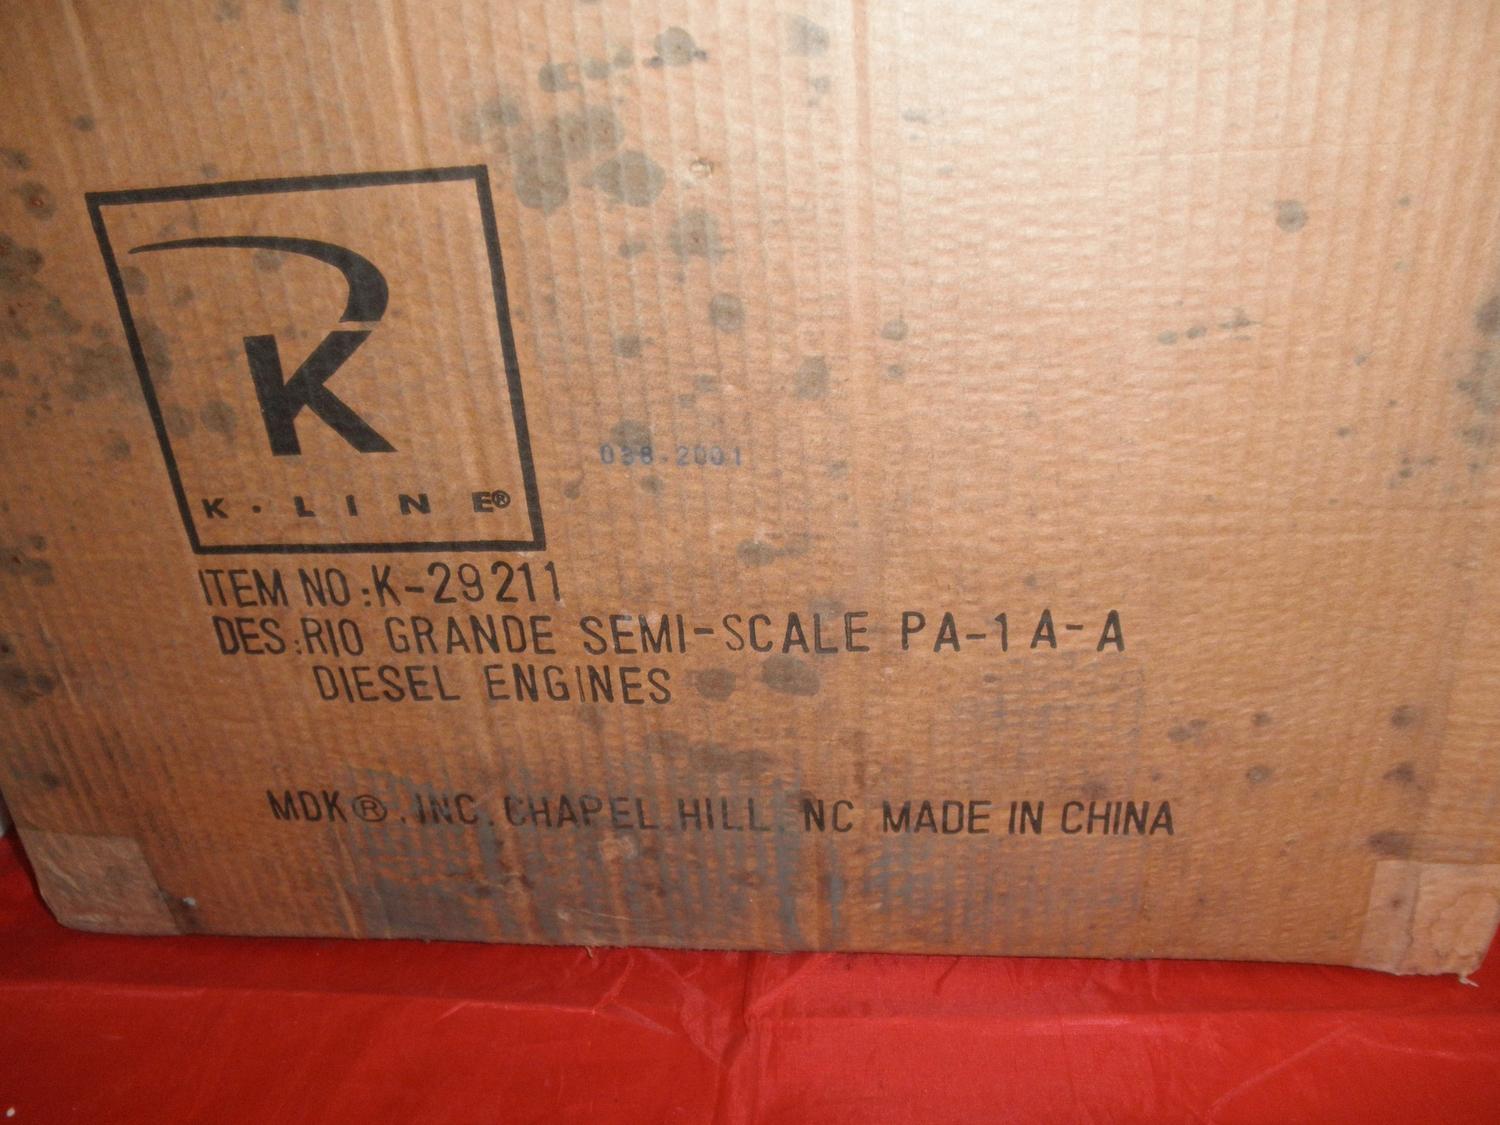 K
K·LINE®
038.2001
ITEM NO:K-29211
DES:RIO GRANDE SEMI-SCALE PA-1 A-A
DIESEL ENGINES
MDK®.INC.CHAPEL HILL NC MADE IN CHINA